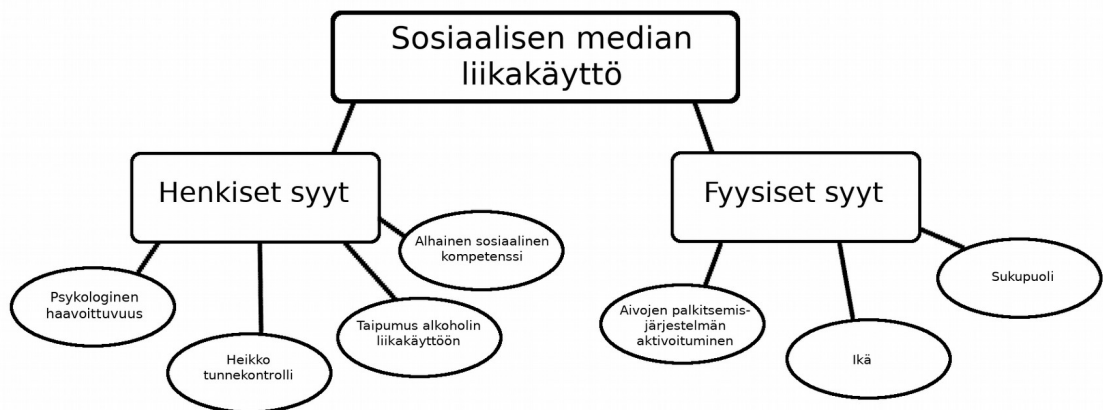 Sosiaalisen median
liikakäyttö
Henkiset syyt
Fyysiset syyt
Alhainen sosiaalinen
kompetenssi
Psykologinen
haavoittuvuus
Taipumus alkoholin
liikakäyttöön
Heikko
tunnekontrolli
Sukupuoli
Aivojen palkitsemis-
järjestelmän
aktivoituminen
Ikä